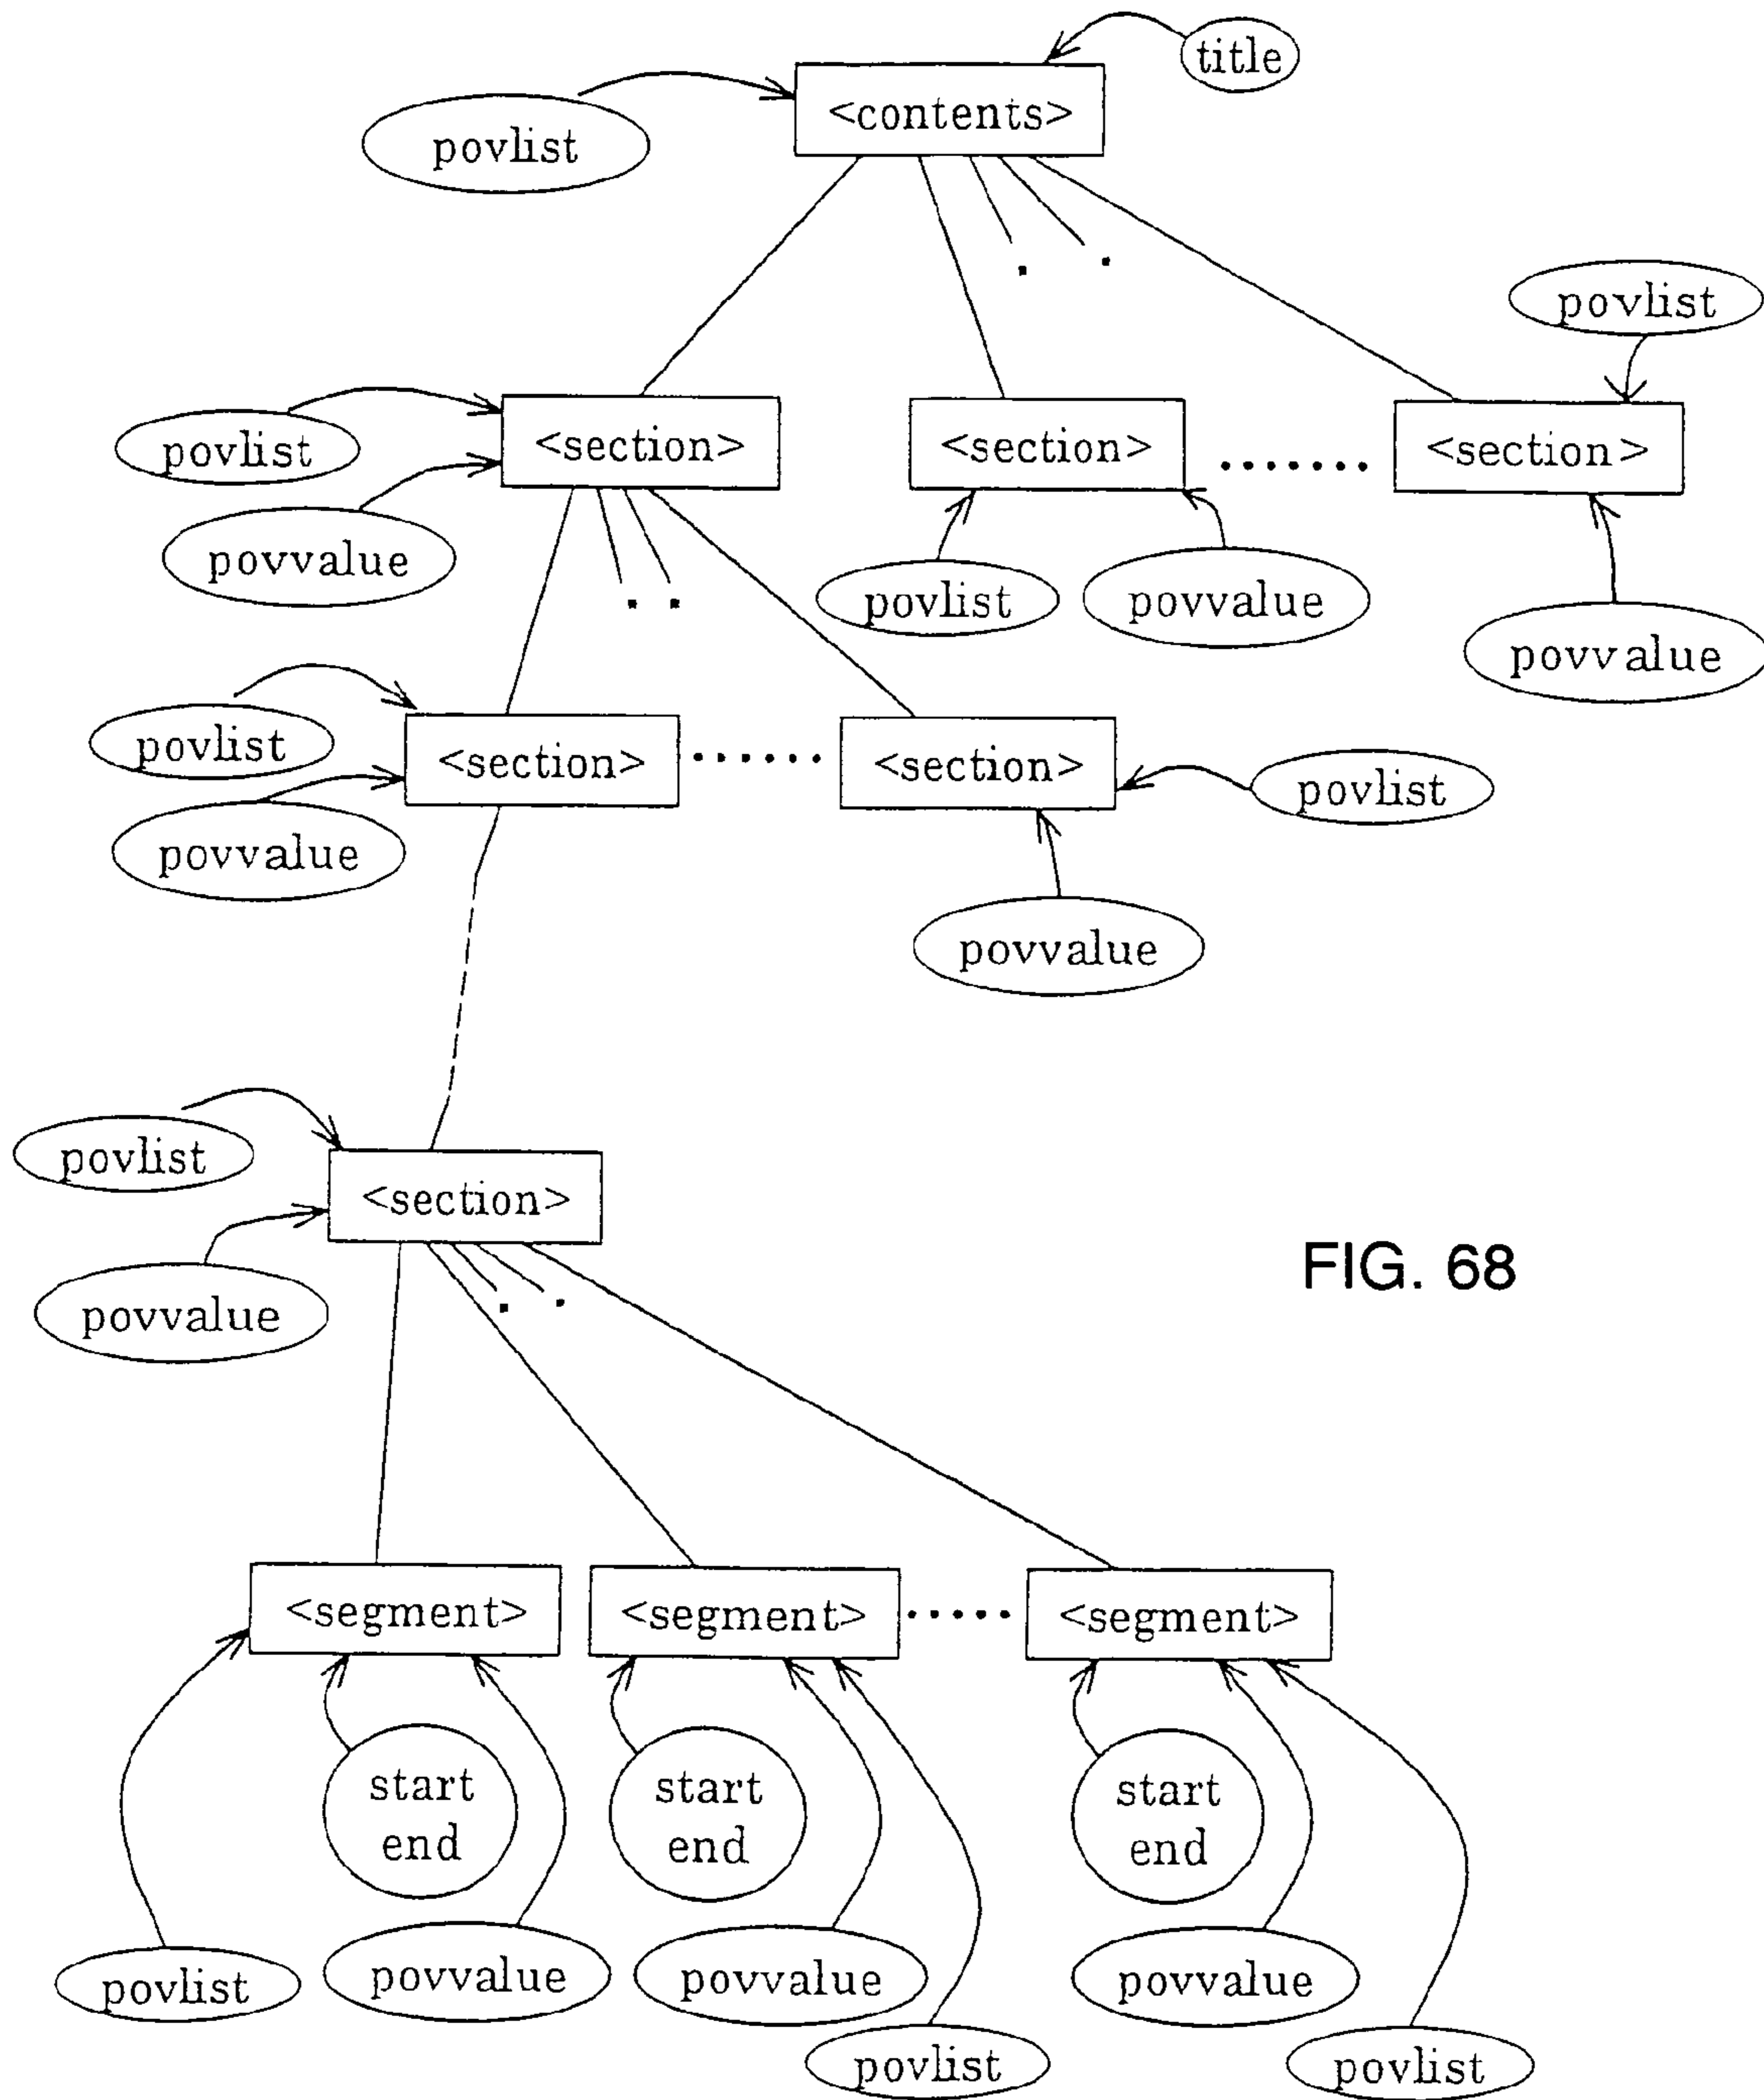 title
<contents>
povlist
povlist
povlist
<section>
<section>
<section>
povvalue
povlist
povvalue
povvalue
povlist
<section>
<section>
povlist
povvalue
povvalue
povlist
<section>
FIG. 68
povvalue
<segment>
<segment>
<segment>
start
end
start
end
start
end
povlist
povvalue
povvalue
povvalue
povlist
povlist